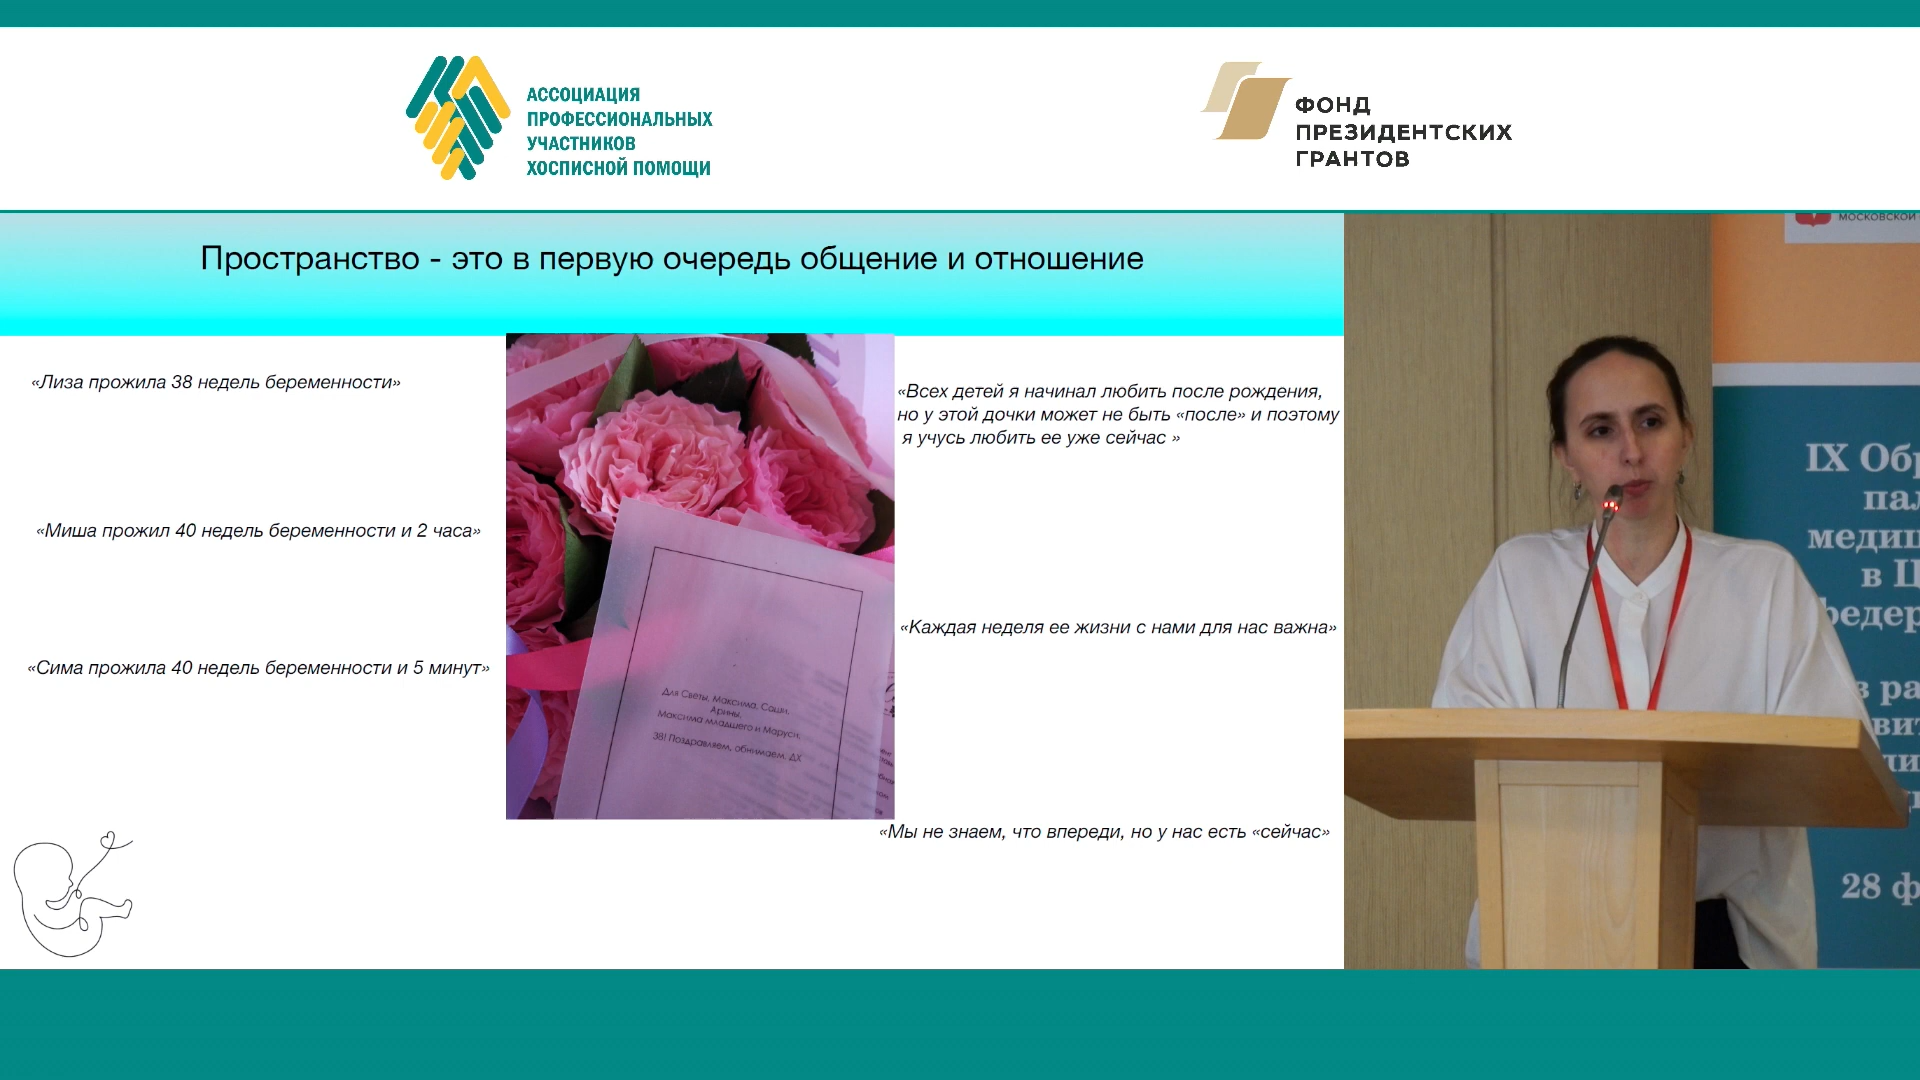 АССОЦИАЦИЯ
ПРОФЕССИОНАЛЬНЫХ
УЧАСТНИКОВ
ХОСПИСНОЙ ПОМОЩИ
ФОНД
ПРЕЗИДЕНТСКИХ
ГРАНТОВ
Пространство - это в первую очередь общение и отношение
«Лиза прожила 38 недель беременности»
«Миша прожил 40 недель беременности и 2 часа»
«Сима прожила 40 недель беременности и 5 минут»
Для Светы, Максима, Саши,
Арины,
Максима младшего и Маруси,
38! Поздравляем, обнимаем, ДХ
«Всех детей я начинал любить после рождения,
но у этой дочки может не быть «после» и поэтому
я учусь любить ее уже сейчас »
«Каждая неделя ее жизни с нами для нас важна»
«Мы не знаем, что впереди, но у нас есть «сейчас»
МОСКОВСКОЙ
IX Обр
пал
медиц
в Ц
федер
в ра
28 ф